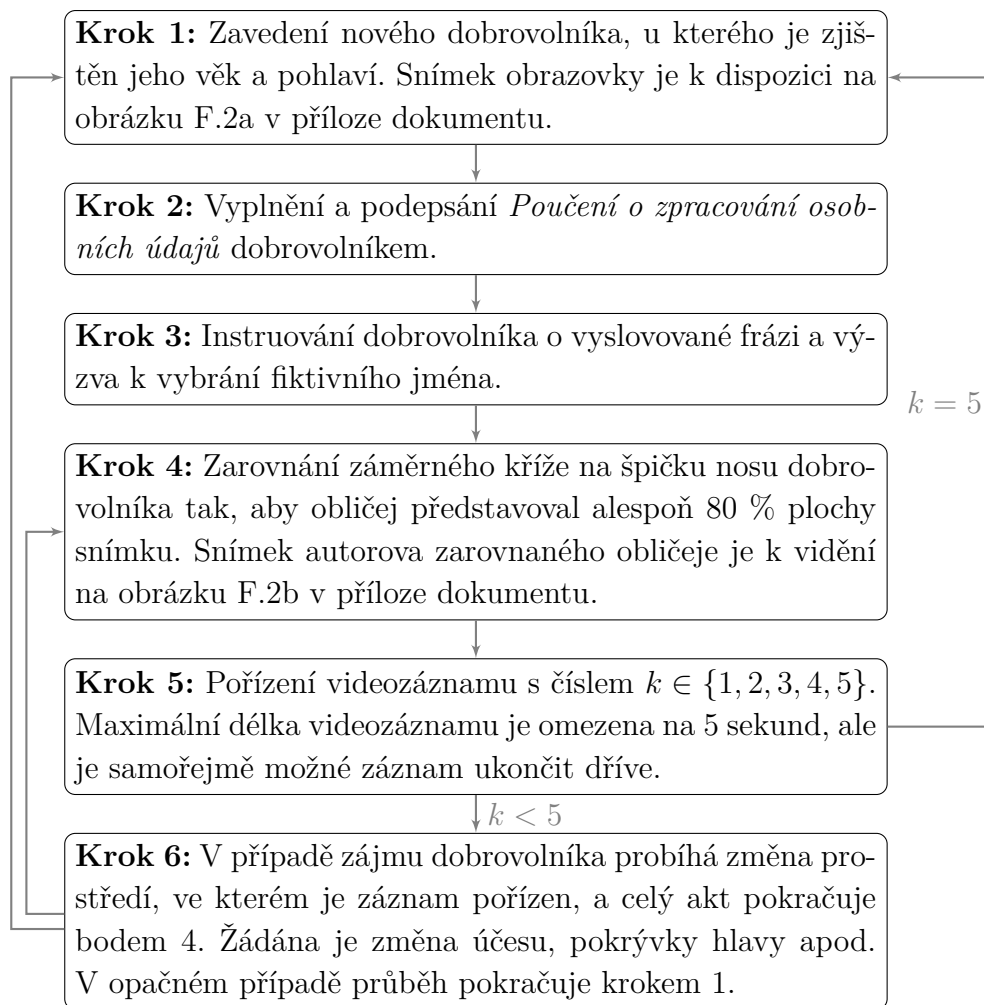 Krok 1: Zavedení nového dobrovolníka, u kterého je zjiš-
těn jeho věk a pohlaví. Snímek obrazovky je k dispozici na
obrázku F.2a v příloze dokumentu.
Krok 2: Vyplnění a podepsání Poučení o zpracování osob-
ních údajů dobrovolníkem.
Krok 3: Instruování dobrovolníka o vyslovované frázi a vý-
zva k vybrání fiktivního jména.
k = 5
Krok 4: Zarovnání záměrného kříže na špičku nosu dobro-
volníka tak, aby obličej představoval alespoň 80 % plochy
snímku. Snímek autorova zarovnaného obličeje je k vidění
na obrázku F.2b v příloze dokumentu.
Krok 5: Pořízení videozáznamu s číslem k ∈ {1, 2, 3, 4, 5}.
Maximální délka videozáznamu je omezena na 5 sekund, ale
je samořejmě možné záznam ukončit dříve.
k < 5
Krok 6: V případě zájmu dobrovolníka probíhá změna pro-
středí, ve kterém je záznam pořízen, a celý akt pokračuje
bodem 4. Žádána je změna účesu, pokrývky hlavy apod.
V opačném případě průběh pokračuje krokem 1.